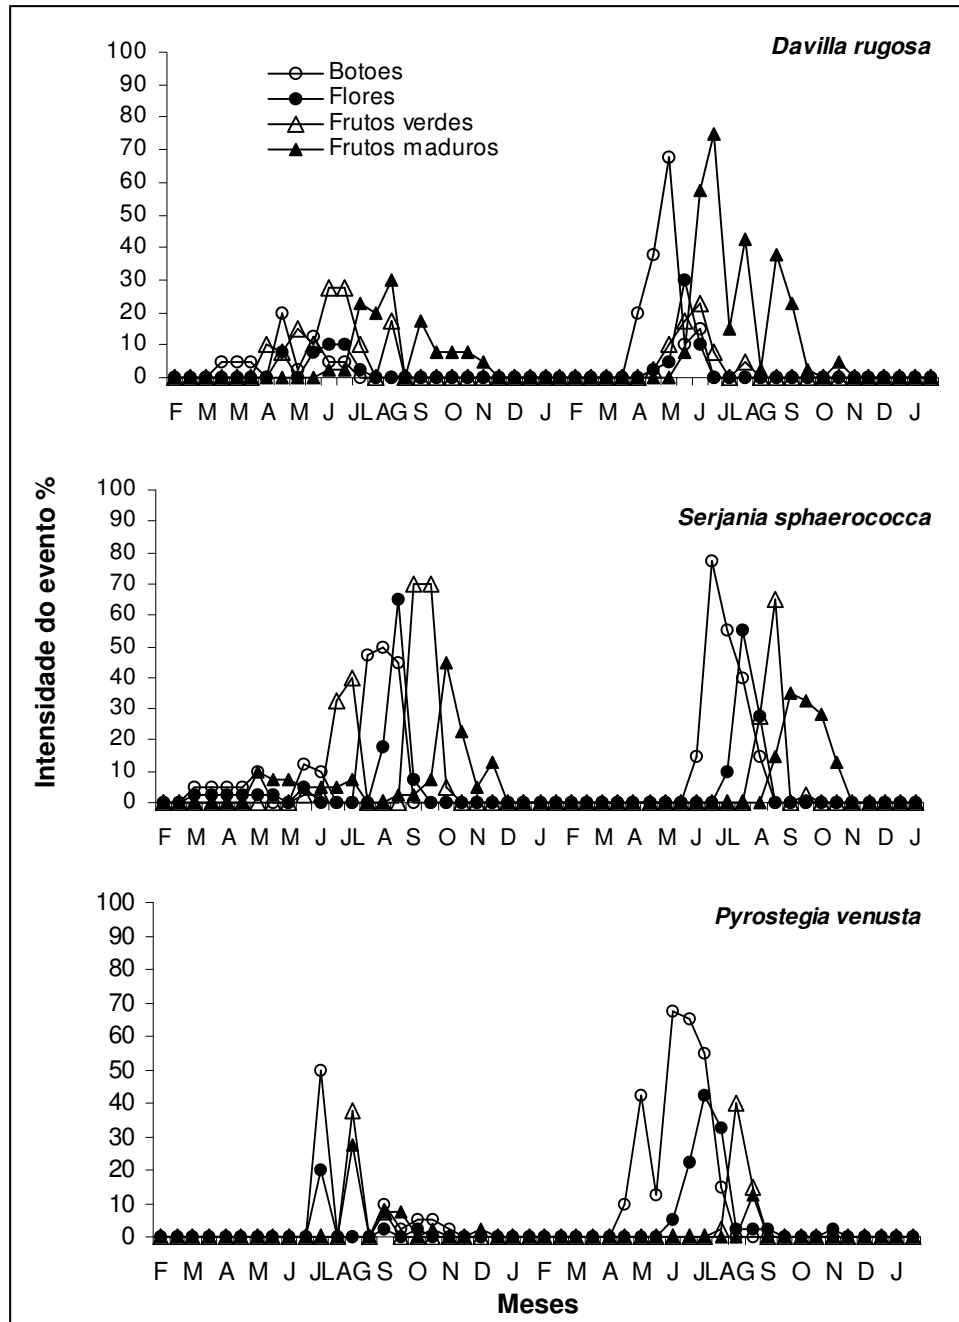 Davilla rugosa
100
90
80
70
60
50
40
30
20
10
0
Botoes
Flores
Frutos verdes
Frutos maduros
F M A M J JL AG S O N D J F M A M J JL AG S O N D J
Intensidade do evento %
Serjania sphaerococca
100
90
80
70
60
50
40
30
20
10
0
F M A M J JL A S O N D J F M A M J JL A S O N D J
Pyrostegia venusta
100
90
80
70
60
50
40
30
20
10
0
F M A M J JL AG S O N D J F M A M J JL AG S O N D J
Meses